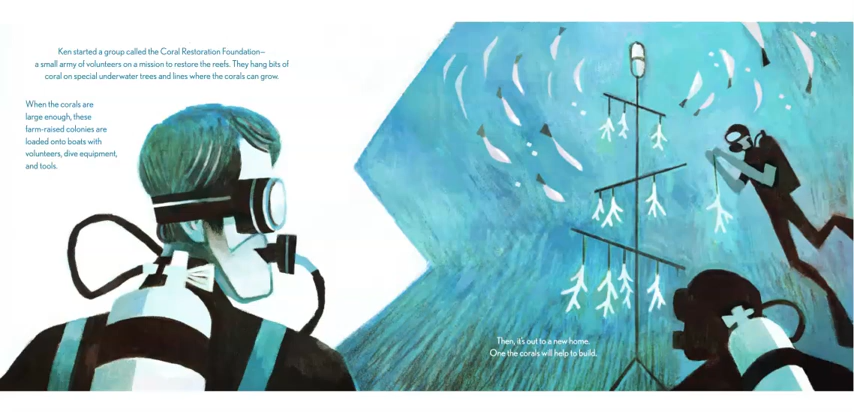 Ken started a group called the Coral Restoration Foundation—
a small army of volunteers on a mission to restore the reefs. They hang bits of
coral on special underwater trees and lines where the corals can grow.
When the corals are
large enough, these
farm-raised colonies are
loaded onto boats with
volunteers, dive equipment,
and tools.
Then, it's out to a new home.
One the corals will help to build.